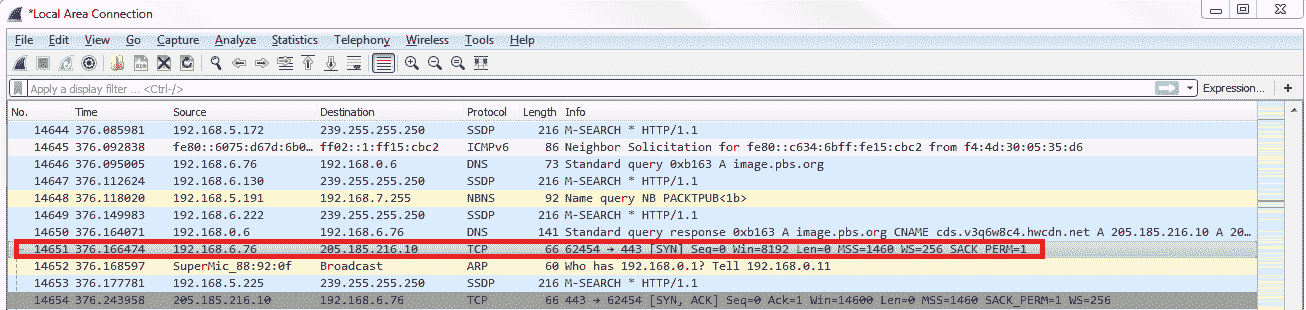 *Local Area Connection
File Edit View Go Capture Analyze Statistics Telephony Wireless Tools Help
Apply a display filter ... <Ctrl-/> Expression... +
No. Time Source Destination Protocol Length Info
14644 376.085981 192.168.5.172 239.255.255.250 SSDP 216 M-SEARCH * HTTP/1.1
14645 376.092838 fe80::6075:d67d:6b0... ff02::1:ff15:cbc2 ICMPv6 86 Neighbor Solicitation for fe80::c634:6bff:fe15:cbc2 from f4:4d:30:05:35:d6
14646 376.095005 192.168.6.76 192.168.0.6 DNS 73 Standard query 0xb163 A image.pbs.org
14647 376.112624 192.168.6.130 239.255.255.250 SSDP 216 M-SEARCH * HTTP/1.1
14648 376.118020 192.168.5.191 192.168.7.255 NBNS 92 Name query NB PACKTPUB<1b>
14649 376.149983 192.168.6.222 239.255.255.250 SSDP 216 M-SEARCH * HTTP/1.1
14650 376.164071 192.168.0.6 192.168.6.76 DNS 141 Standard query response 0xb163 A image.pbs.org CNAME cds.v3q6w8c4.hwcdn.net A 205.185.216.10 A 20...
14651 376.166474 192.168.6.76 205.185.216.10 TCP 66 62454 → 443 [SYN] Seq=0 Win=8192 Len=0 MSS=1460 WS=256 SACK_PERM=1
14652 376.168597 SuperMic_88:92:0f Broadcast ARP 60 Who has 192.168.0.1? Tell 192.168.0.11
14653 376.177781 192.168.5.225 239.255.255.250 SSDP 216 M-SEARCH * HTTP/1.1
14654 376.243958 205.185.216.10 192.168.6.76 TCP 66 443 → 62454 [SYN, ACK] Seq=0 Ack=1 Win=14600 Len=0 MSS=1460 SACK_PERM=1 WS=256